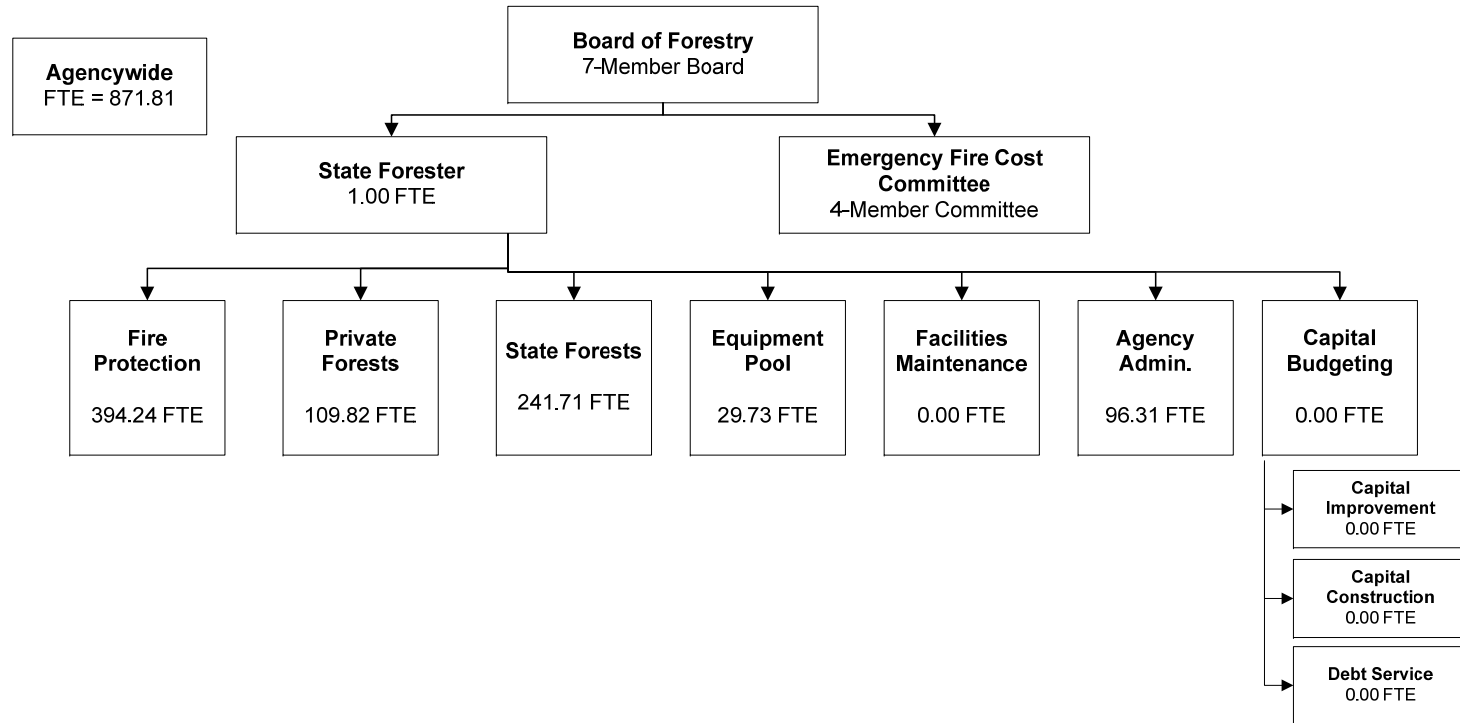 Board of Forestry
7-Member Board
Agencywide
FTE = 871.81
State Forester
1.00 FTE
Emergency Fire Cost
Committee
4-Member Committee
Fire
Protection
394.24 FTE
Private
Forests
109.82 FTE
State Forests
241.71 FTE
Equipment
Pool
29.73 FTE
Facilities
Maintenance
0.00 FTE
Agency
Admin.
96.31 FTE
Capital
Budgeting
0.00 FTE
Capital
Improvement
0.00 FTE
Capital
Construction
0.00 FTE
Debt Service
0.00 FTE